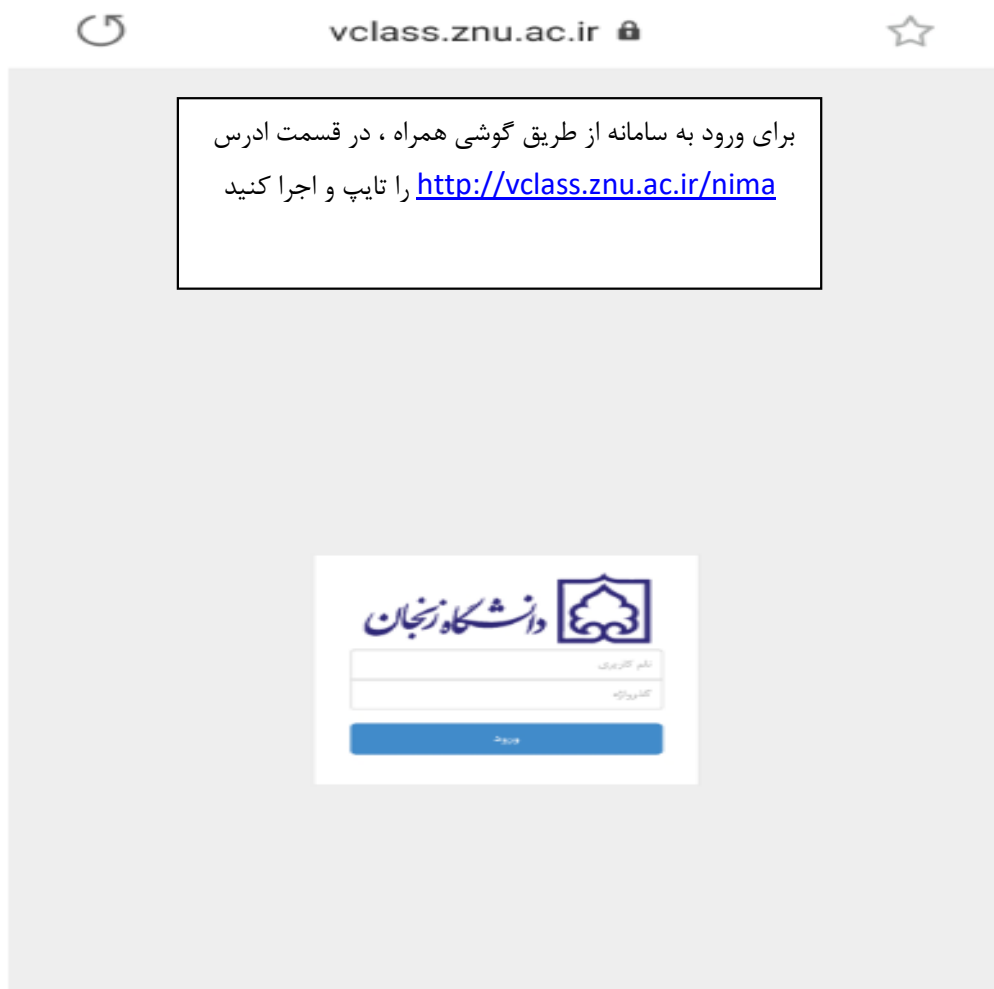 vclass.znu.ac.ir
برای ورود به سامانه از طریق گوشی همراه ، در قسمت ادرس
http://vclass.znu.ac.ir/nima را تایپ و اجرا کنید
دانشگاه زنجان
نام کاربری
گذرواژه
ورود